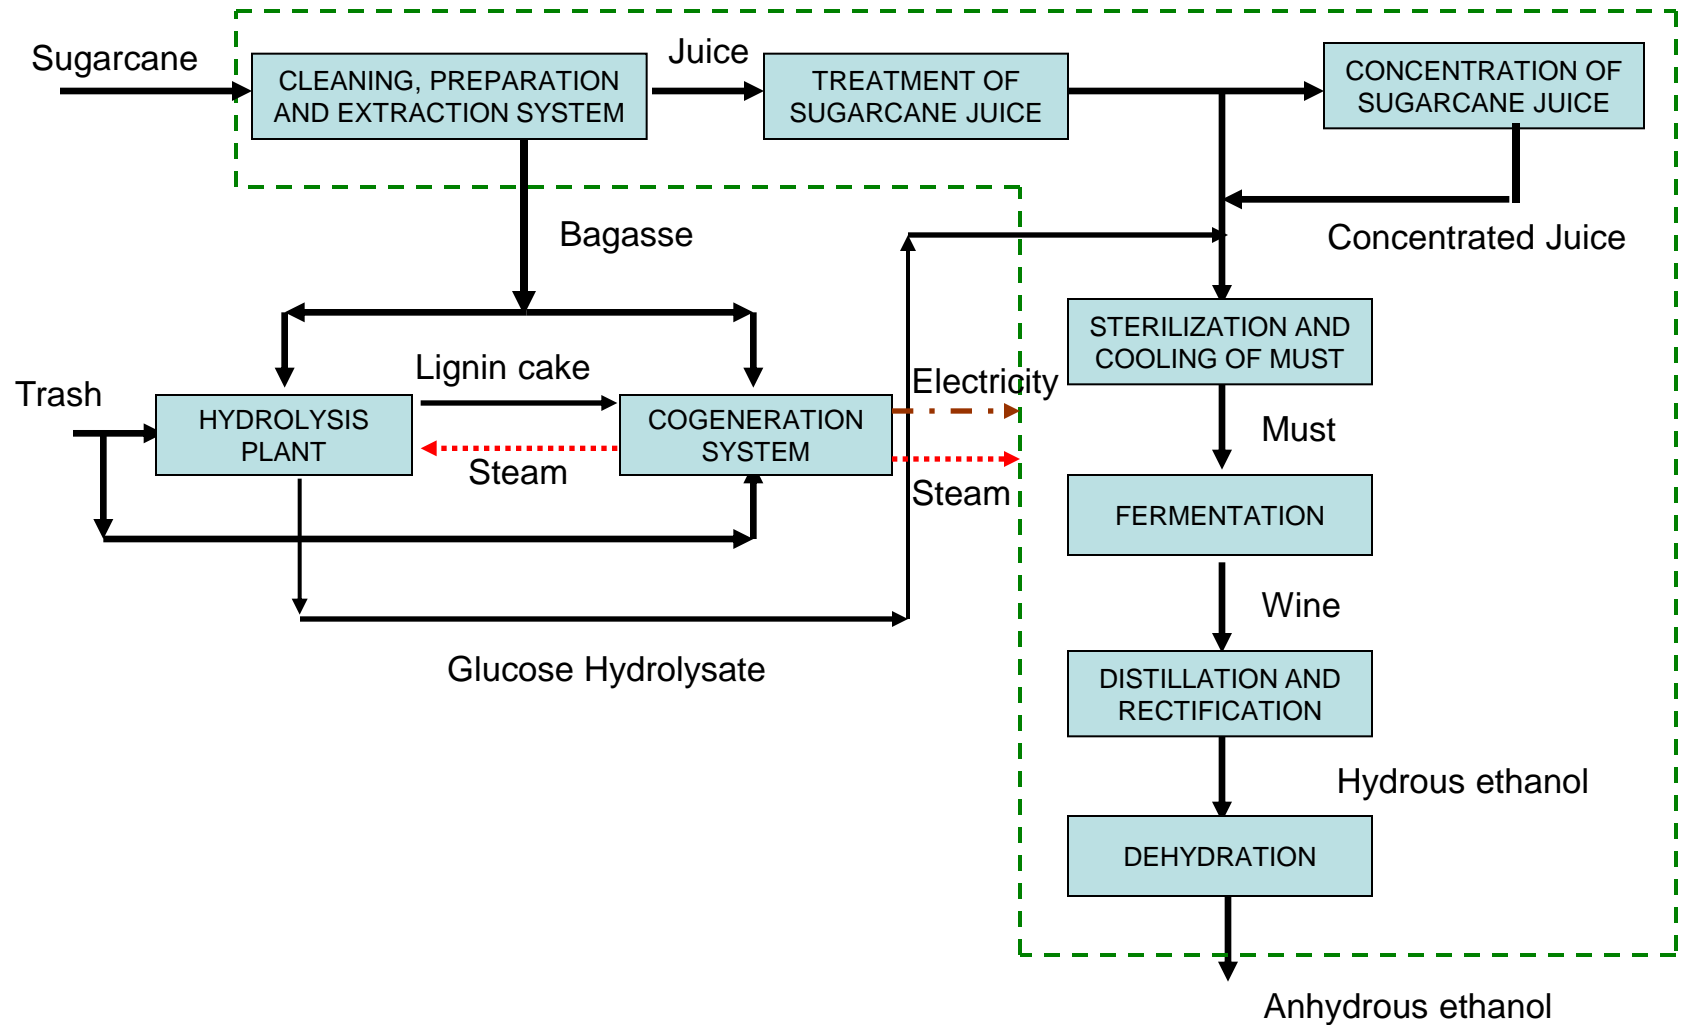 Sugarcane
CLEANING, PREPARATION
AND EXTRACTION SYSTEM
Juice
TREATMENT OF
SUGARCANE JUICE
CONCENTRATION OF
SUGARCANE JUICE
Bagasse
Concentrated Juice
STERILIZATION AND
COOLING OF MUST
Lignin cake
Electricity
Trash
HYDROLYSIS
PLANT
COGENERATION
SYSTEM
Must
Steam
Steam
FERMENTATION
Wine
Glucose Hydrolysate
DISTILLATION AND
RECTIFICATION
Hydrous ethanol
DEHYDRATION
Anhydrous ethanol